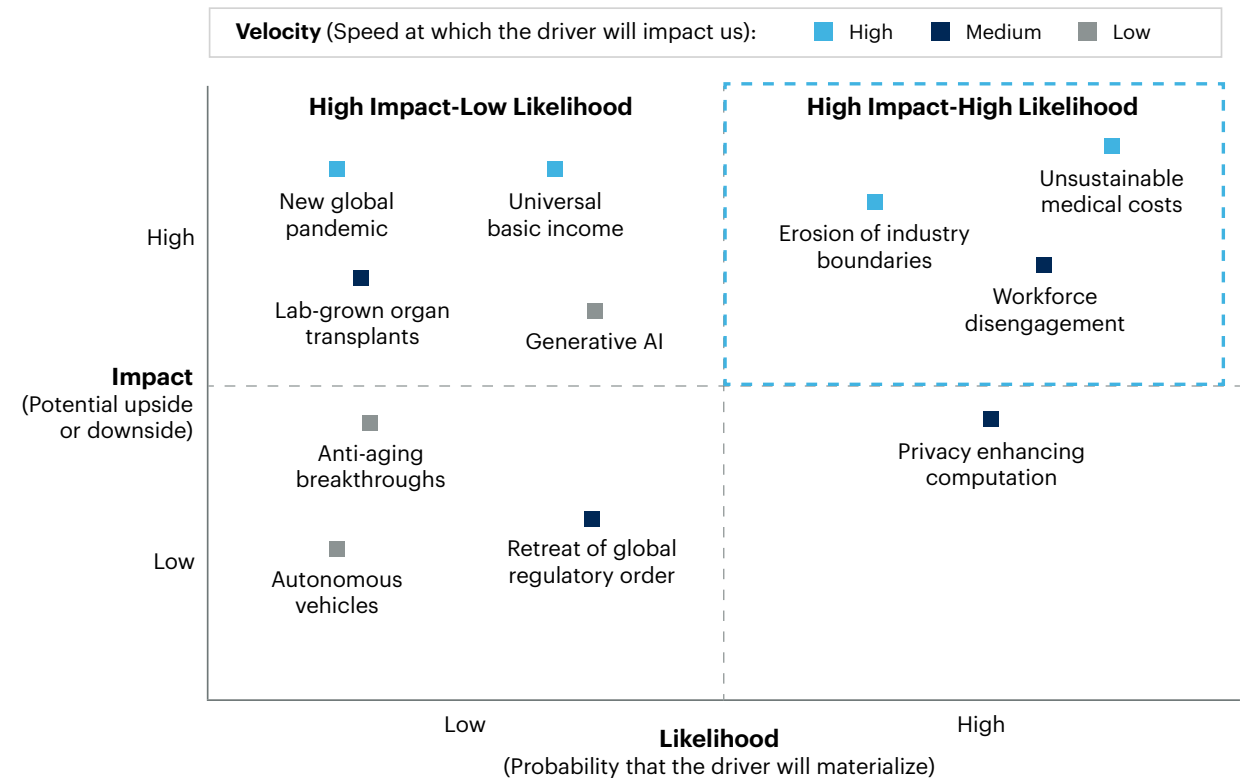 Velocity (Speed at which the driver will impact us): High Medium Low
High Impact-Low Likelihood
High Impact-High Likelihood
New global
pandemic
Universal
basic income
Unsustainable
medical costs
Erosion of industry
boundaries
High
Lab-grown organ
transplants
Generative AI
Workforce
disengagement
Impact
(Potential upside
or downside)
Anti-aging
breakthroughs
Privacy enhancing
computation
Low
Retreat of global
regulatory order
Autonomous
vehicles
Low
High
Likelihood
(Probability that the driver will materialize)